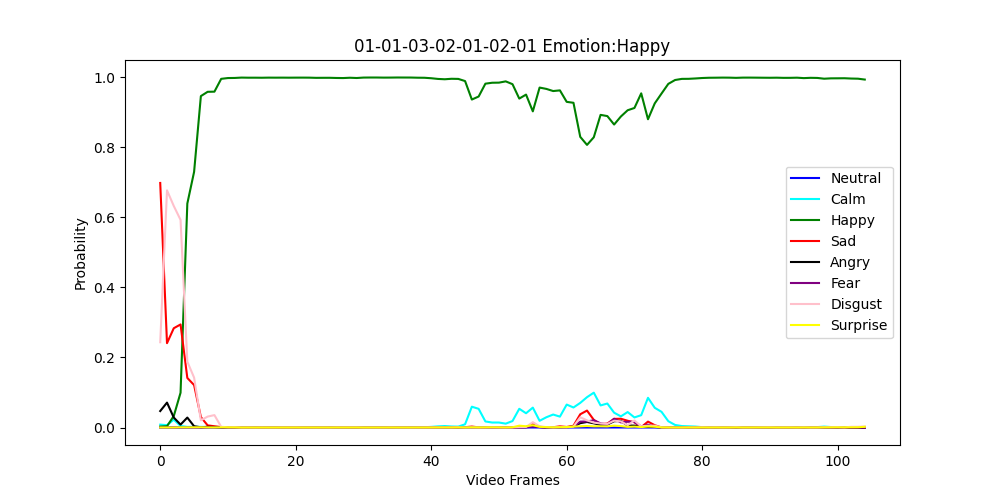 01-01-03-02-01-02-01 Emotion:Happy
Probability
1.0
0.8
0.6
0.4
0.2
0.0
0
20
40
60
80
100
Video Frames
Neutral
Calm
Happy
Sad
Angry
Fear
Disgust
Surprise